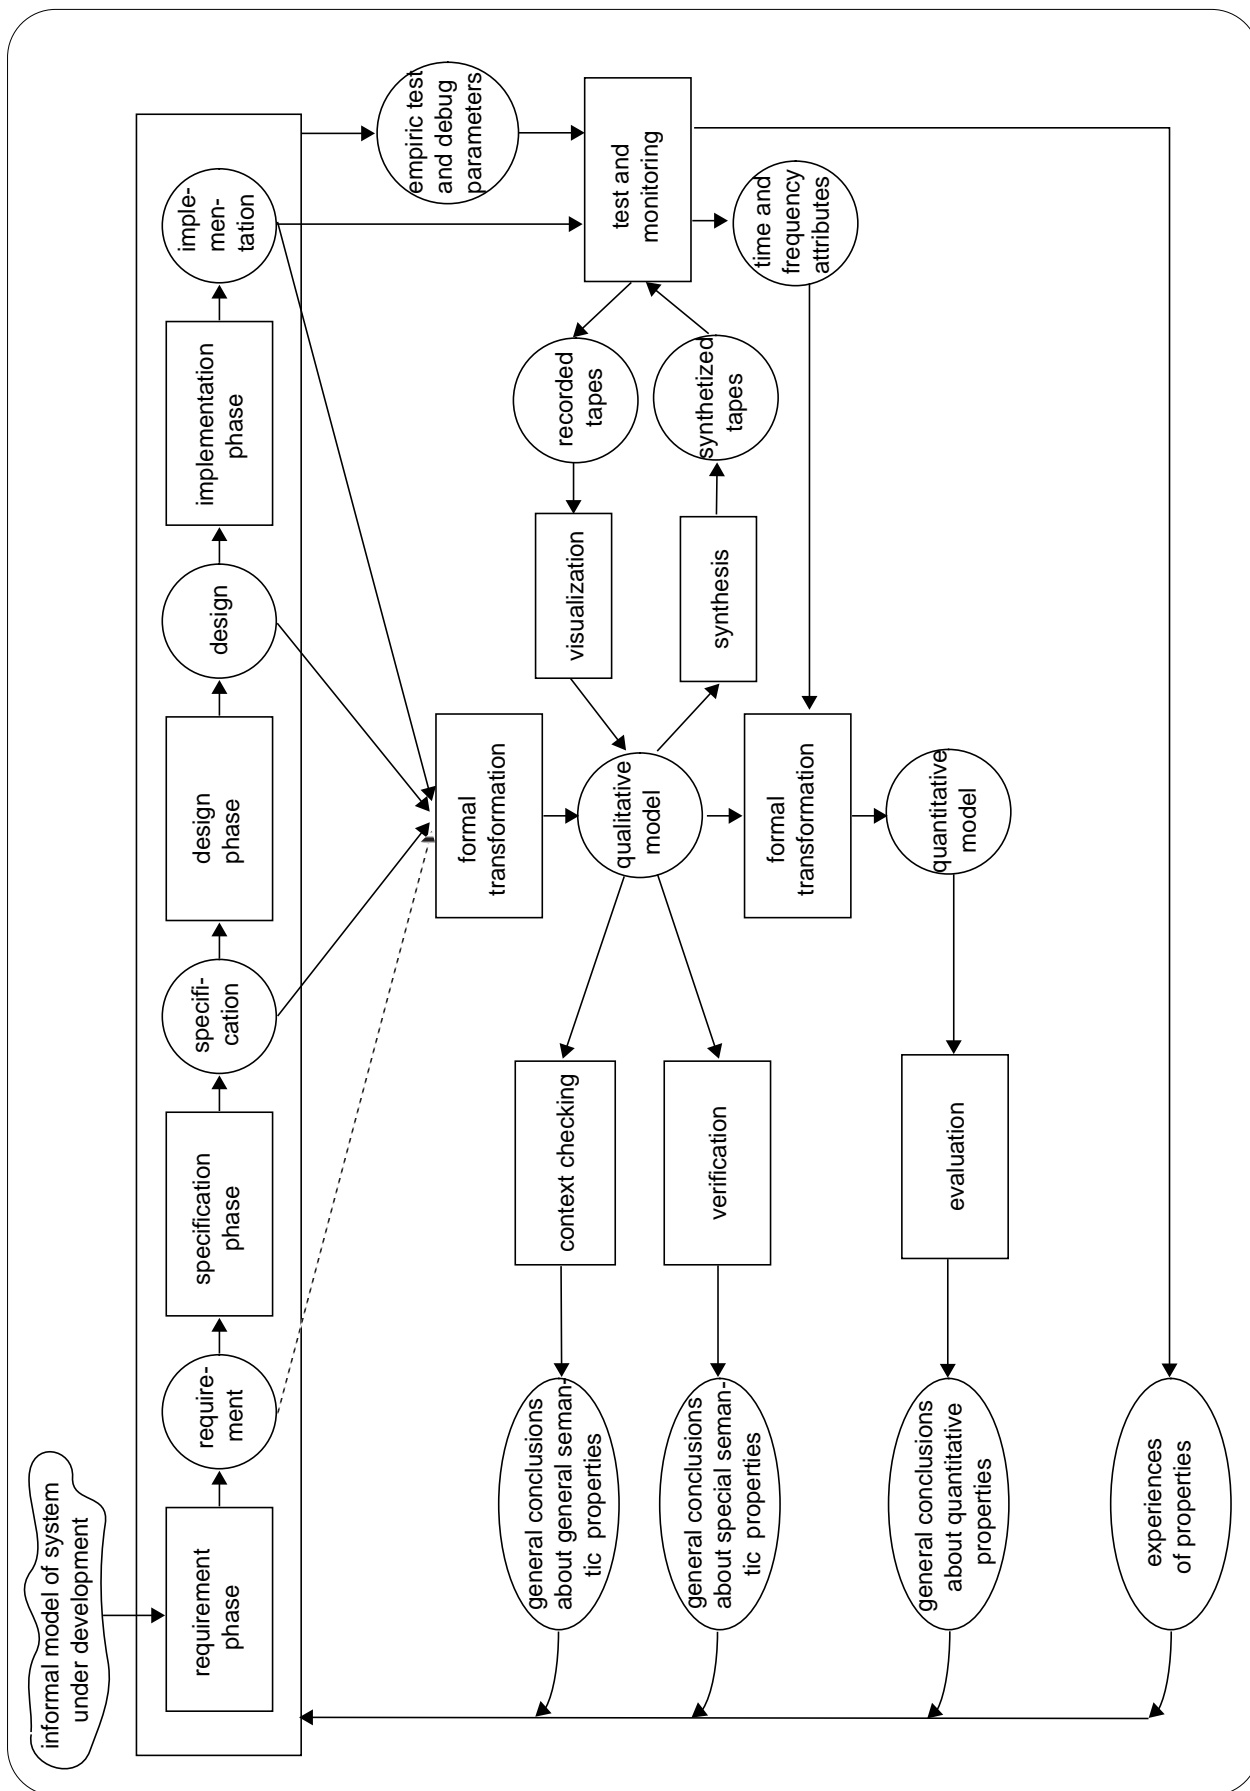 informal model of system
under development
requirement
phase
require-
ment
specification
phase
specifi-
cation
design
phase
design
implementation
phase
imple-
men-
tation
empiric test
and debug
parameters
test and
monitoring
time and
frequency
attributes
recorded
tapes
synthetized
tapes
visualization
synthesis
formal
transformation
qualitative
model
formal
transformation
quantitative
model
context checking
verification
evaluation
general conclusions
about general seman-
tic properties
general conclusions
about special seman-
tic properties
general conclusions
about quantitative
properties
experiences
of properties